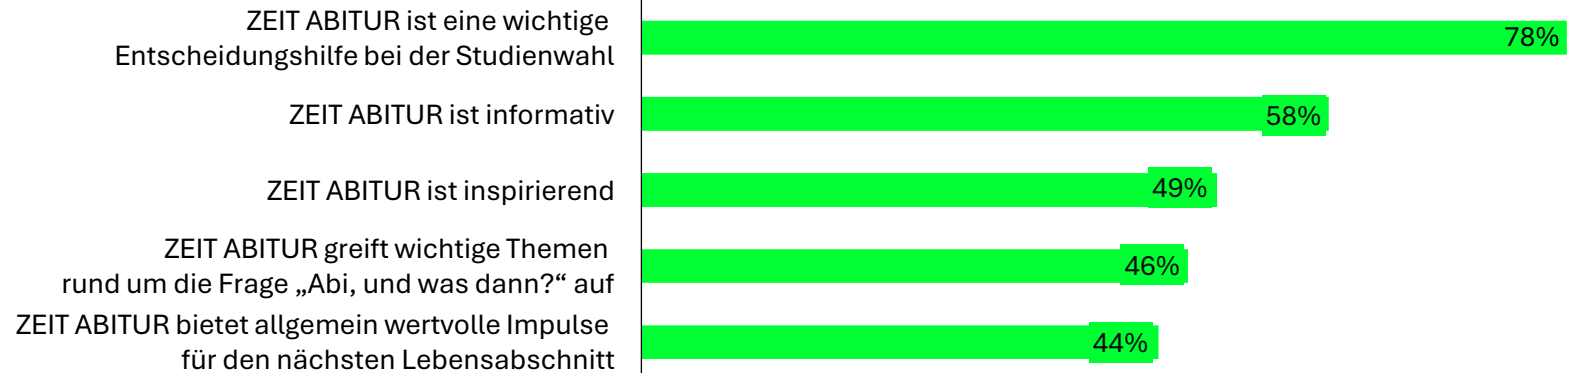 ZEIT ABITUR ist eine wichtige
Entscheidungshilfe bei der Studienwahl
78%
ZEIT ABITUR ist informativ
58%
ZEIT ABITUR ist inspirierend
49%
ZEIT ABITUR greift wichtige Themen
rund um die Frage „Abi, und was dann?“ auf
46%
ZEIT ABITUR bietet allgemein wertvolle Impulse
für den nächsten Lebensabschnitt
44%